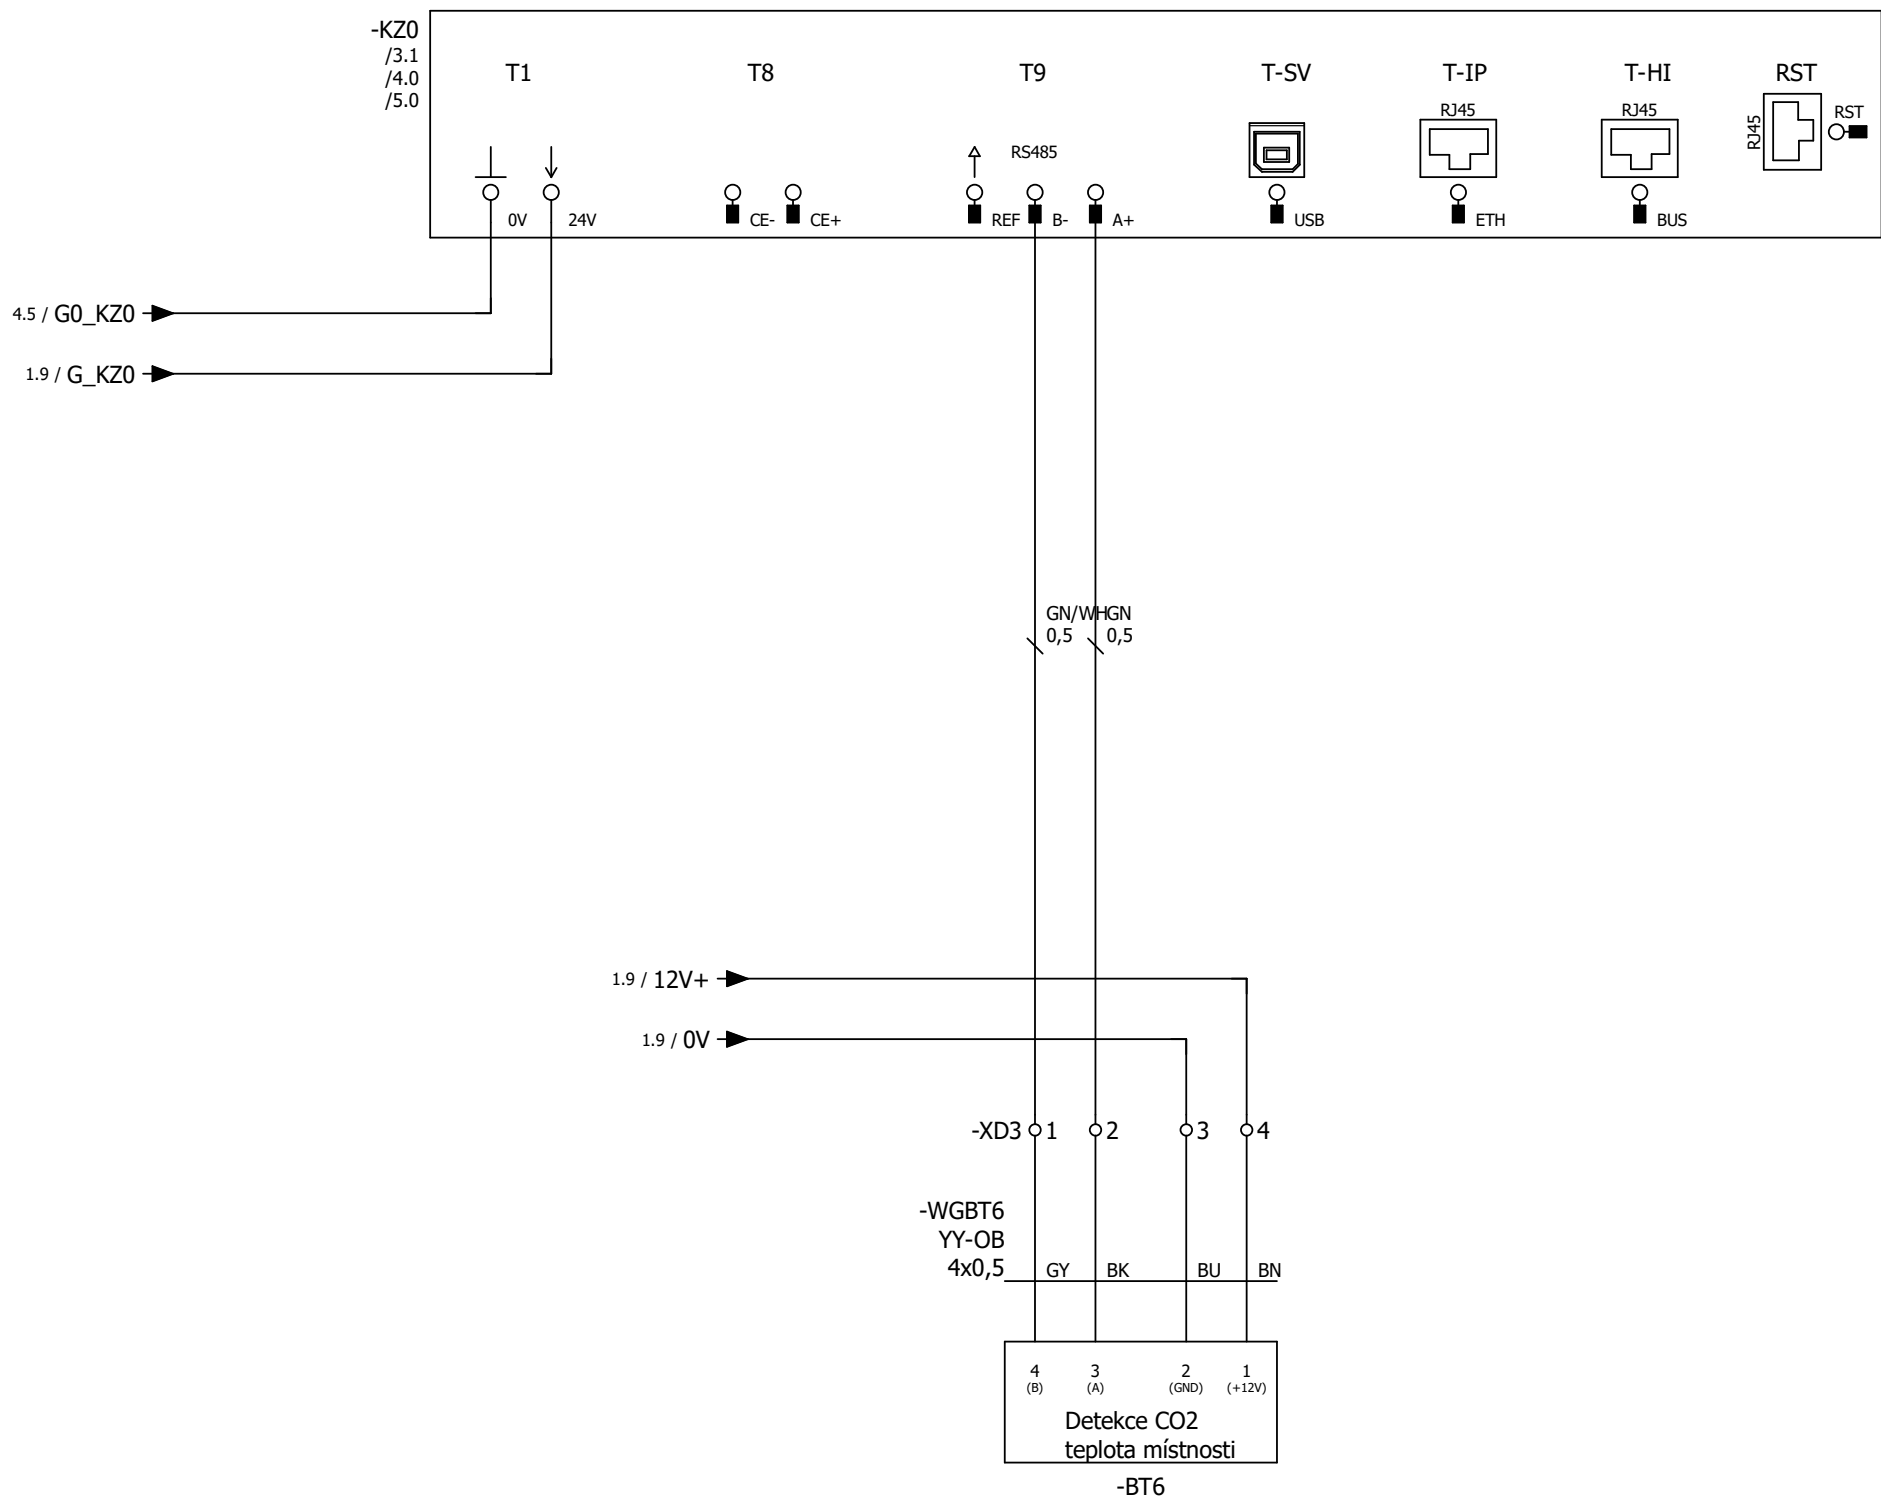 -KZ0
/3.1
/4.0
/5.0
T1
T8
T9
T-SV
T-IP
T-HI
RST
RJ45
RJ45
RJ45
RST
RS485
0V
24V
CE-
CE+
REF
B-
A+
USB
ETH
BUS
4.5 / G0_KZ0
1.9 / G_KZ0
GN/WH
0,5
GN
0,5
1.9 / 12V+
1.9 / 0V
-XD3
1
2
3
4
-WGBT6
YY-OB
4x0,5
GY
BK
BU
BN
4
(B)
3
(A)
2
(GND)
1
(+12V)
Detekce CO2
teplota místnosti
-BT6